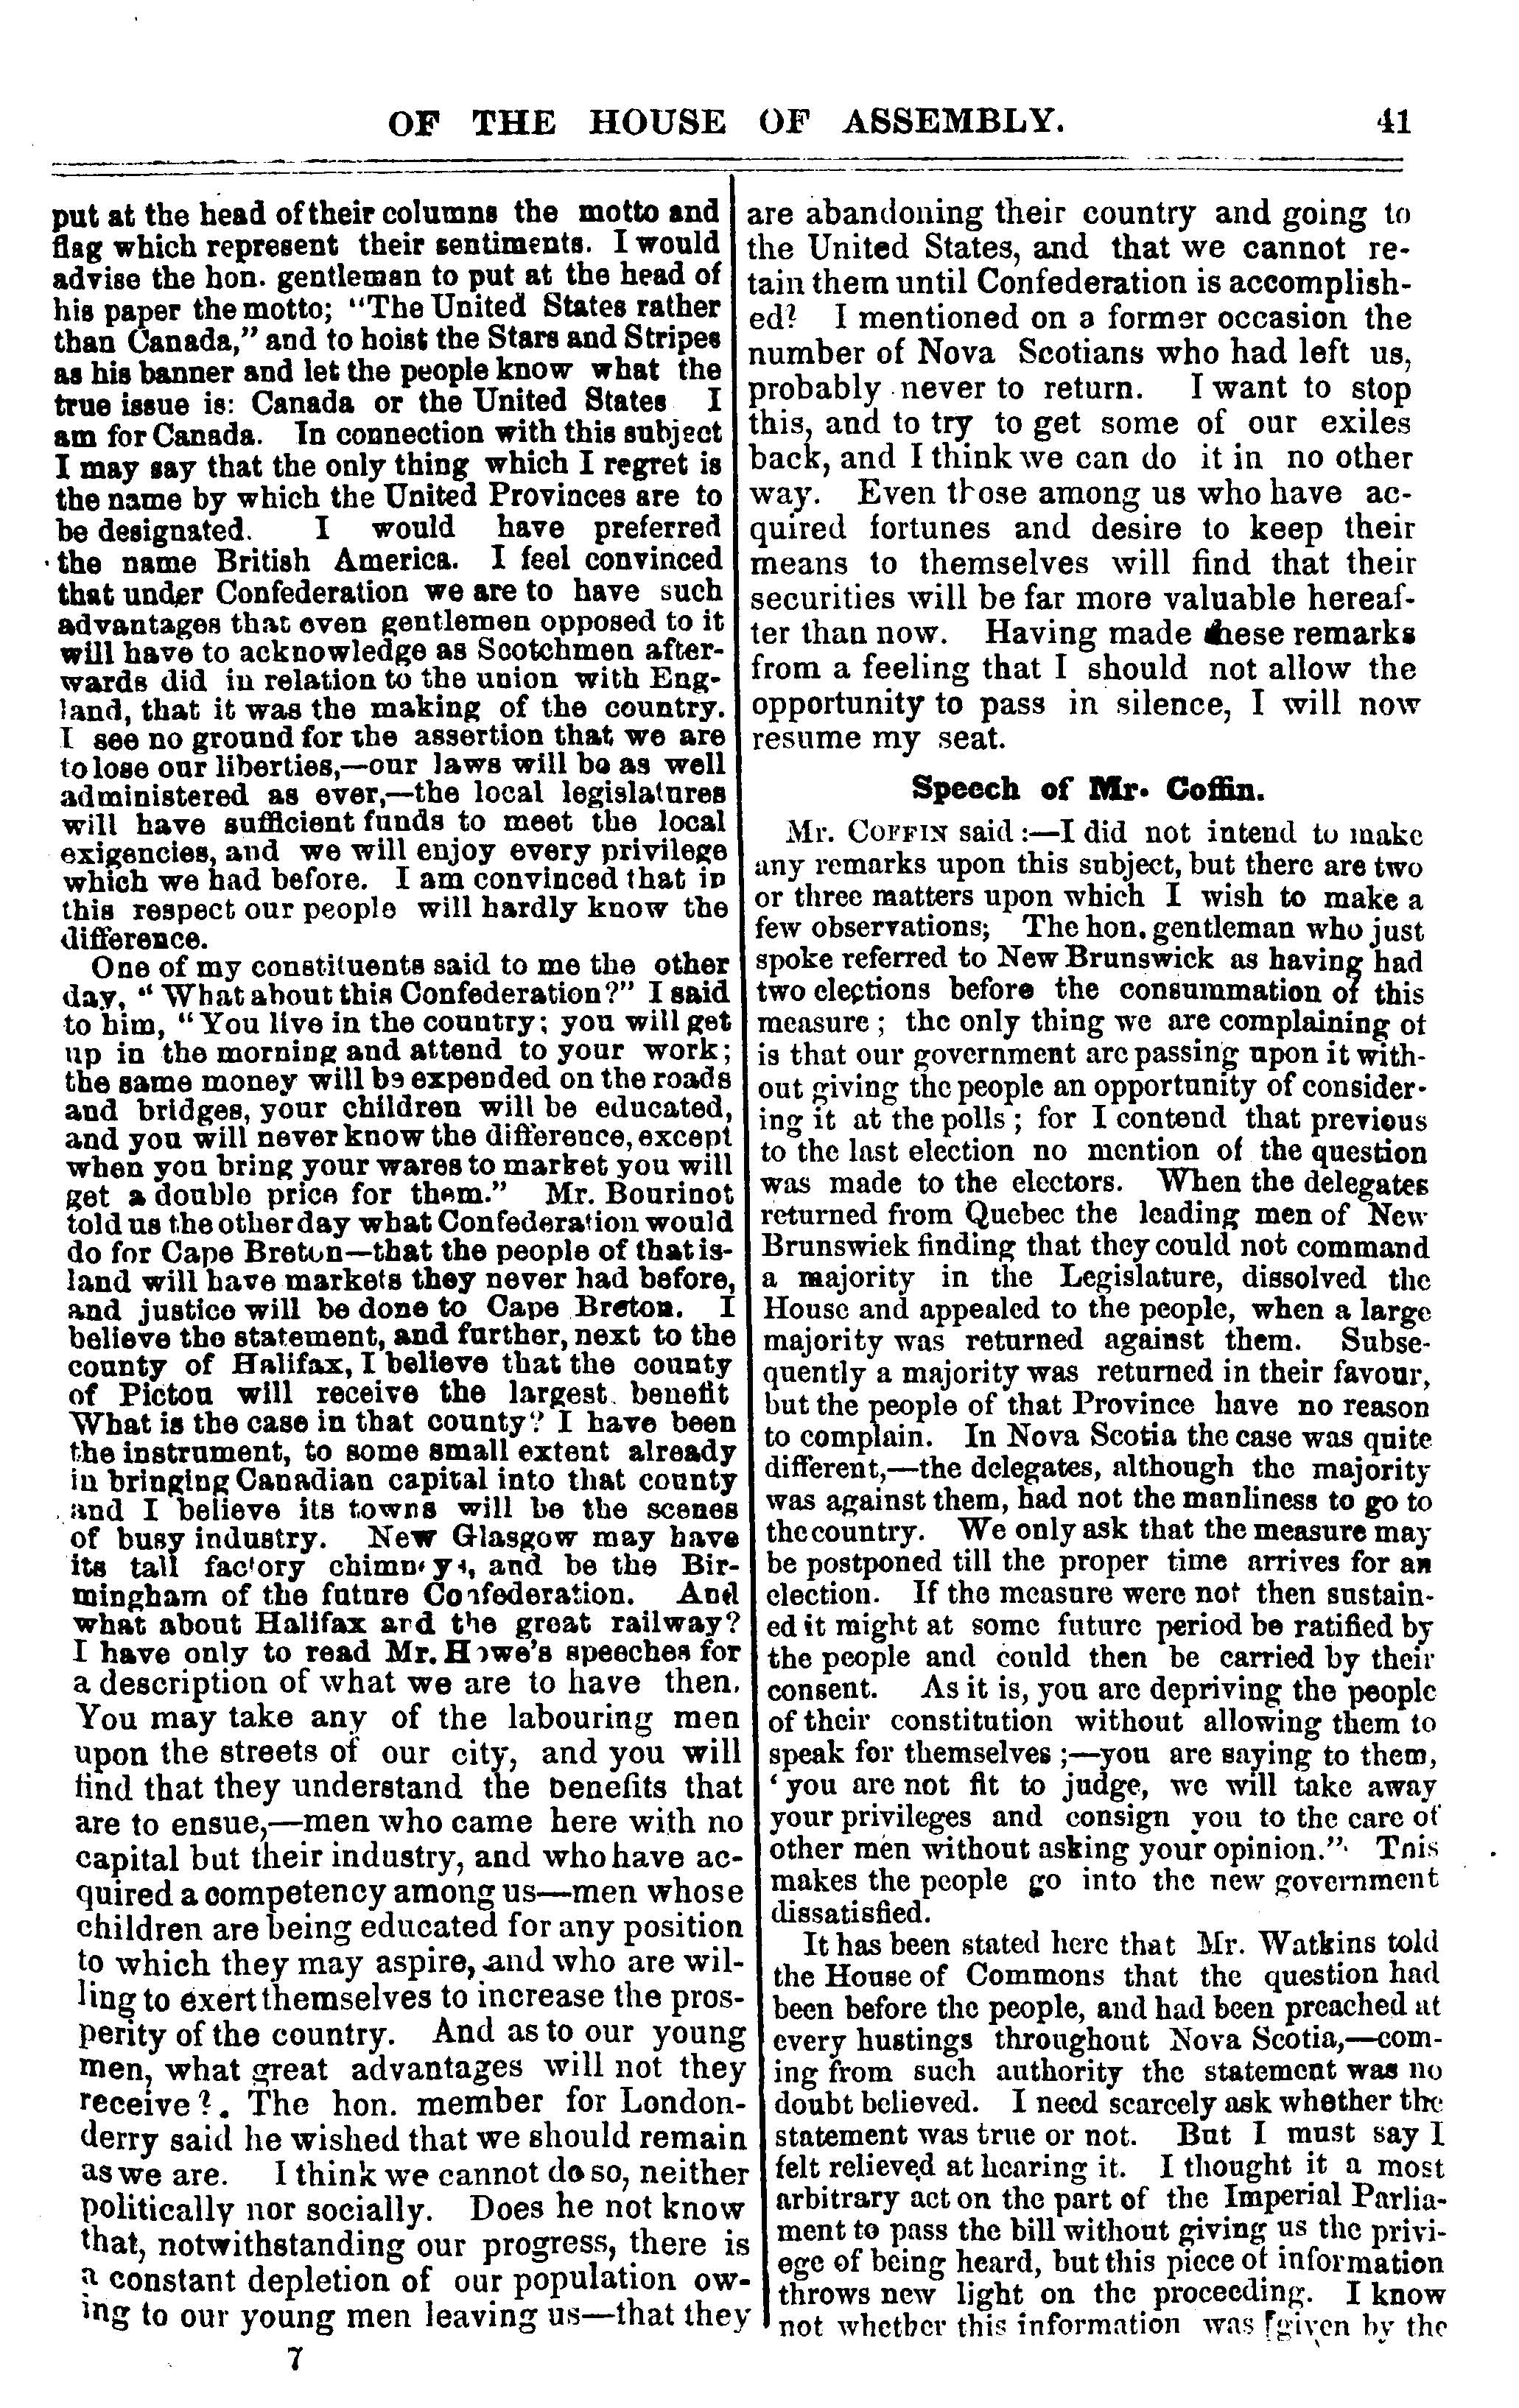 OF THE HOUSE OF ASSEMBLY. 41
put at the head of their columns the motto and
flag which represent their sentiments. I would
advise the hon. gentleman to put at the head of
his paper the motto; "The United States rather
than Canada," and to hoist the Stars and Stripes
as his banner and let the people know what the
true issue is: Canada or the United States I
am for Canada. In connection with this subject
I may say that the only thing which I regret is
the name by which the United Provinces are to
be designated. I would have preferred
the name British America. I feel convinced
that under Confederation we are to have such
advantages that even gentlemen opposed to it
will have to acknowledge as Scotchmen after-
wards did in relation to the union with Eng-
land, that it was the making of the country.
I see no ground for the assertion that we are
to lose our liberties,—our laws will be as well
administered as ever,—the local legislatures
will have sufficient funds to meet the local
exigencies, and we will enjoy every privilege
which we had before. I am convinced that in
this respect our people will hardly know the
difference.
One of my constituents said to me the other
day, "What about this Confederation?" I said
to him, "You live in the country; you will get
up in the morning and attend to your work;
the same money will be expended on the roads
and bridges, your children will be educated,
and you will never know the difference, except
when you bring your wares to market you will
get a double price for them." Mr. Bourinot
told us the other day what Confederation would
do for Cape Breton—that the people of that is-
land will have markets they never had before,
and justice will be done to Cape Breton. I
believe the statement, and further, next to the
county of Halifax, I believe that the county
of Pictou will receive the largest benefit
What is the case in that county? I have been
the instrument, to some small extent already
in bringing Canadian capital into that county
and I believe its towns will be the scenes
of busy industry. New Glasgow may have
its tall factory chimneys, and be the Bir-
mingham of the future Confederation. And
what about Halifax and the great railway?
I have only to read Mr. Howe's speeches for
a description of what we are to have then.
You may take any of the labouring men
upon the streets of our city, and you will
find that they understand the benefits that
are to ensue,—men who came here with no
capital but their industry, and who have ac-
quired a competency among us—men whose
children are being educated for any position
to which they may aspire, and who are wil-
ling to exert themselves to increase the pros-
perity of the country. And as to our young
men, what great advantages will not they
receive?. The hon. member for London-
derry said he wished that we should remain
as we are. I think we cannot do so, neither
politically nor socially. Does he not know
that, notwithstanding our progress, there is
a constant depletion of our population ow-
ing to our young men leaving us—that they
7
are abandoning their country and going to
the United States, and that we cannot re-
tain them until Confederation is accomplish-
ed? I mentioned on a former occasion the
number of Nova Scotians who had left us,
probably never to return. I want to stop
this, and to try to get some of our exiles
back, and I think we can do it in no other
way. Even those among us who have ac-
quired fortunes and desire to keep their
means to themselves will find that their
securities will be far more valuable hereaf-
ter than now. Having made these remarks
from a feeling that I should not allow the
opportunity to pass in silence, I will now
resume my seat.
Speech of Mr. Coffin.
Mr. COFFIN said:—I did not intend to make
any remarks upon this subject, but there are two
or three matters upon which I wish to make a
few observations; The hon. gentleman who just
spoke referred to New Brunswick as having had
two elections before the consummation of this
measure; the only thing we are complaining of
is that our government are passing upon it with-
out giving the people an opportunity of consider-
ing it at the polls; for I contend that previous
to the last election no mention of the question
was made to the electors. When the delegates
returned from Quebec the leading men of New
Brunswick finding that they could not command
a majority in the Legislature, dissolved the
House and appealed to the people, when a large
majority was returned against them. Subse-
quently a majority was returned in their favour,
but the people of that Province have no reason
to complain. In Nova Scotia the case was quite
different,—the delegates, although the majority
was against them, had not the manliness to go to
the country. We only ask that the measure may
be postponed till the proper time arrives for an
election. If the measure were not then sustain-
ed it might at some future period be ratified by
the people and could then be carried by their
consent. As it is, you are depriving the people
of their constitution without allowing them to
speak for themselves;—you are saying to them,
'you are not fit to judge, we will take away
your privileges and consign you to the care of
other men without asking your opinion." This
makes the people go into the new government
dissatisfied.
It has been stated here that Mr. Watkins told
the House of Commons that the question had
been before the people, and had been preached at
every hustings throughout Nova Scotia,—com-
ing from such authority the statement was no
doubt believed. I need scarcely ask whether the
statement was true or not. But I must say I
felt relieved at hearing it. I thought it a most
arbitrary act on the part of the Imperial Parlia-
ment to pass the bill without giving us the privi-
ege of being heard, but this piece of information
throws new light on the proceeding. I know
not whether this information was given by the